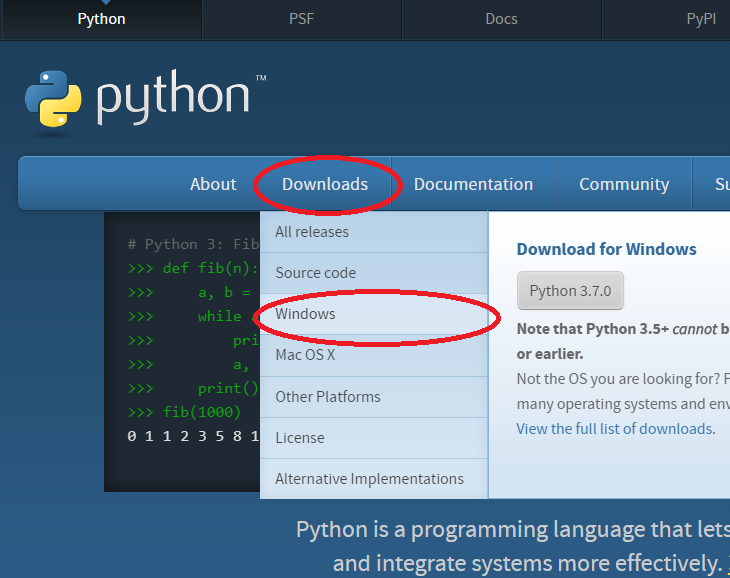 Python PSF Docs PyPI
python™
About Downloads Documentation Community Su
# Python 3: Fib
>>> def fib(n):
>>> a, b =
>>> while
>>> pri
>>> a,
>>> print()
>>> fib(1000)
0 1 1 2 3 5 8 1
All releases
Source code
Windows
Mac OS X
Other Platforms
License
Alternative Implementations
Download for Windows
Python 3.7.0
Note that Python 3.5+ cannot b
or earlier.
Not the OS you are looking for? F
many operating systems and env
View the full list of downloads.
Python is a programming language that lets
and integrate systems more effectively.